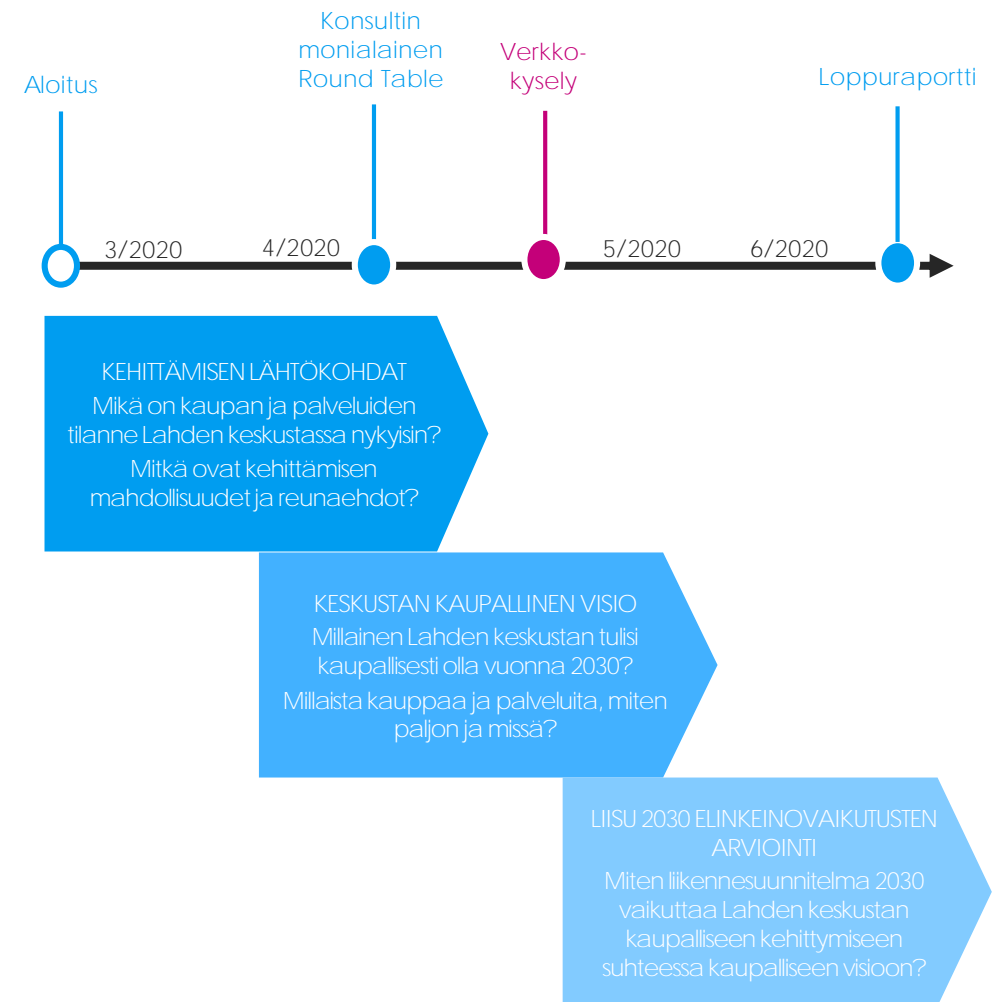 Konsultin
monialainen
Round Table
Verkko-
kysely
Aloitus
Loppuraportti
3/2020
4/2020
5/2020
6/2020
KEHITTÄMISEN LÄHTÖKOHDAT
Mikä on kaupan ja palveluiden
tilanne Lahden keskustassa nykyisin?
Mitkä ovat kehittämisen
mahdollisuudet ja reunaehdot?
KESKUSTAN KAUPALLINEN VISIO
Millainen Lahden keskustan tulisi
kaupallisesti olla vuonna 2030?
Millaista kauppaa ja palveluita, miten
paljon ja missä?
LIISU 2030 ELINKEINOVAIKUTUSTEN
ARVIOINTI
Miten liikennesuunnitelma 2030
vaikuttaa Lahden keskustan
kaupalliseen kehittymiseen
suhteessa kaupalliseen visioon?